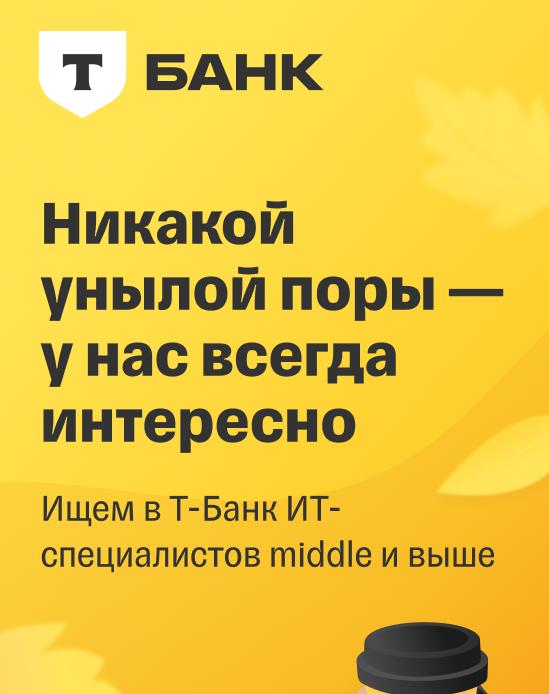 Т БАНК
Никакой
унылой поры —
у нас всегда
интересно
Ищем в Т-Банк ИТ-
специалистов middle и выше